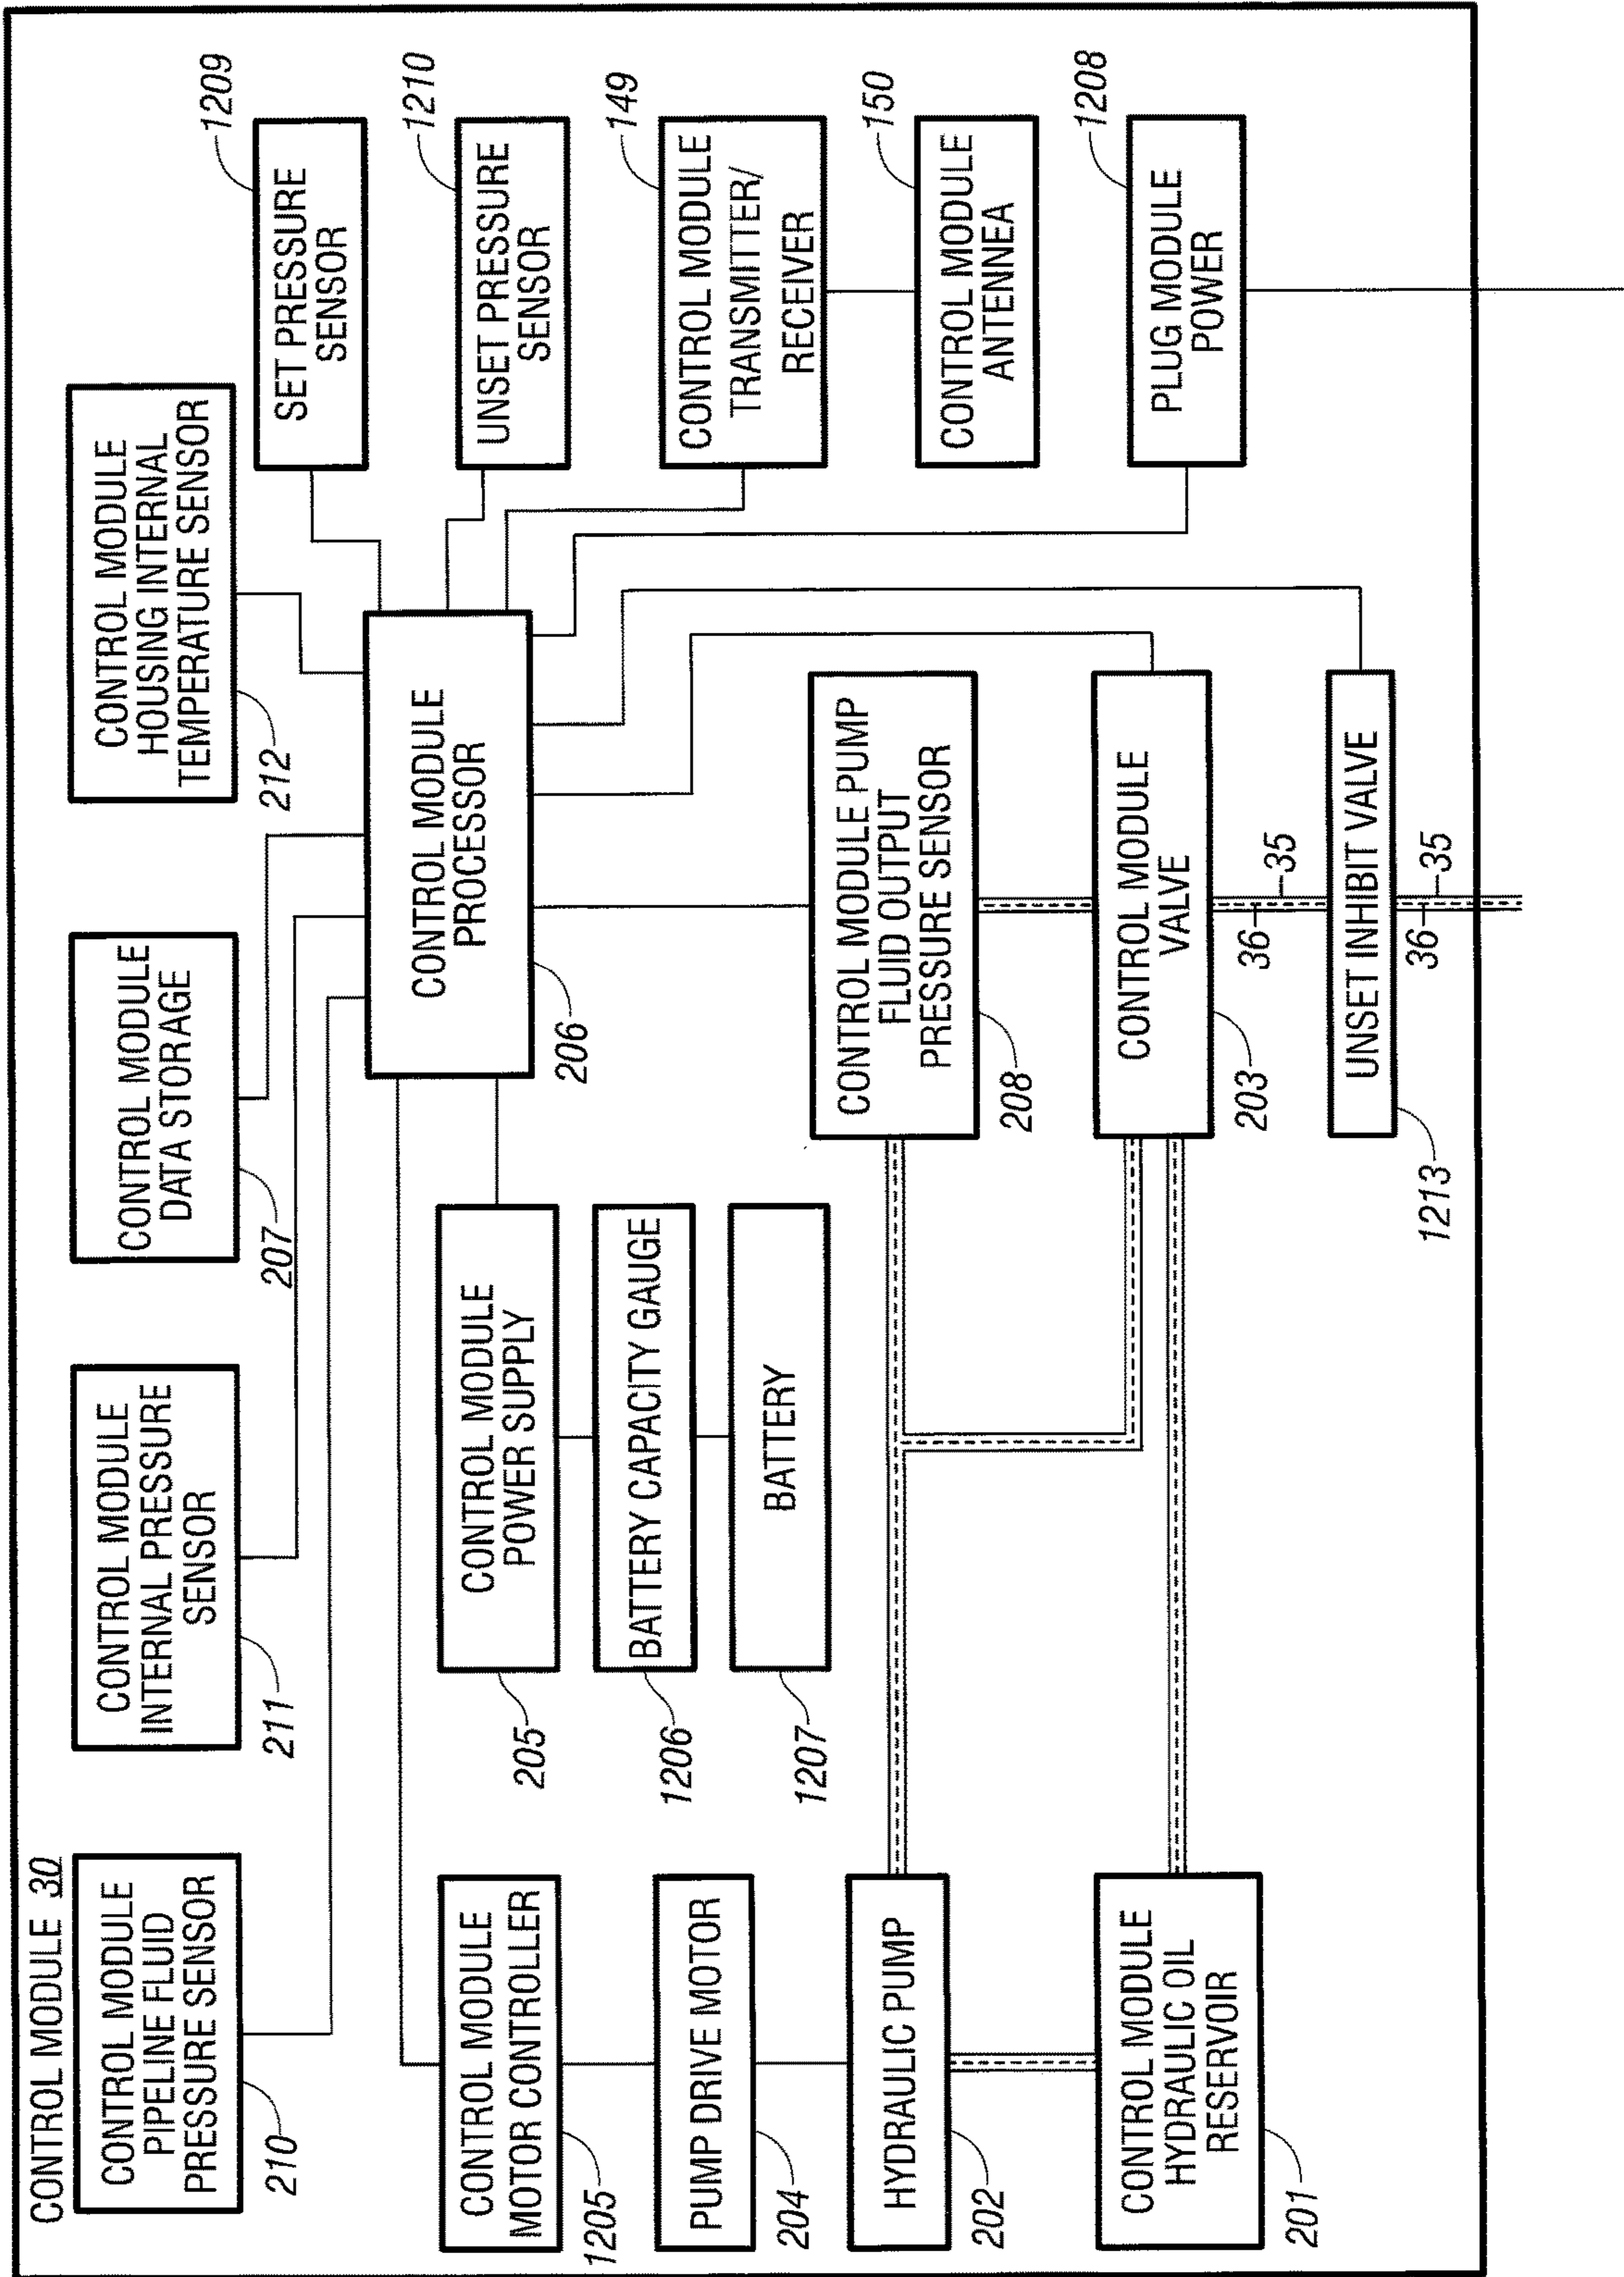 CONTROL MODULE 30
CONTROL MODULE
PIPELINE FLUID
PRESSURE SENSOR
210
CONTROL MODULE
INTERNAL PRESSURE
SENSOR
211
CONTROL MODULE
DATA STORAGE
207
CONTROL MODULE
HOUSING INTERNAL
TEMPERATURE SENSOR
212
SET PRESSURE
SENSOR
1209
UNSET PRESSURE
SENSOR
1210
CONTROL MODULE
TRANSMITTER/
RECEIVER
149
CONTROL MODULE
ANTENNEA
150
PLUG MODULE
POWER
1208
CONTROL MODULE
PROCESSOR
206
CONTROL MODULE
MOTOR CONTROLLER
1205
CONTROL MODULE
POWER SUPPLY
205
BATTERY CAPACITY GAUGE
1206
BATTERY
1207
PUMP DRIVE MOTOR
204
HYDRAULIC PUMP
202
CONTROL MODULE
HYDRAULIC OIL
RESERVOIR
201
CONTROL MODULE PUMP
FLUID OUTPUT
PRESSURE SENSOR
208
CONTROL MODULE
VALVE
203
36
35
UNSET INHIBIT VALVE
1213
36
35